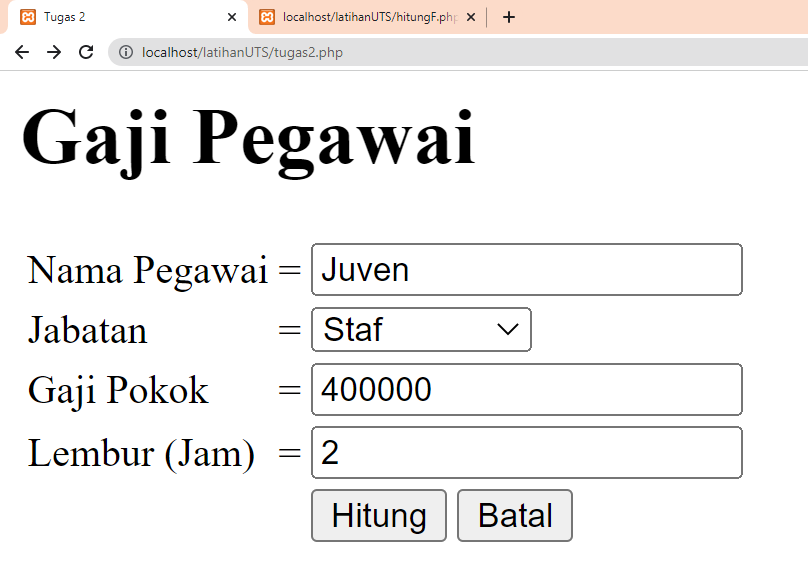 Tugas 2
localhost/latihanUTS/hitungF.php
localhost/latihanUTS/tugas2.php
Gaji Pegawai
Nama Pegawai = Juven
Jabatan = Staf
Gaji Pokok = 400000
Lembur (Jam) = 2
Hitung Batal